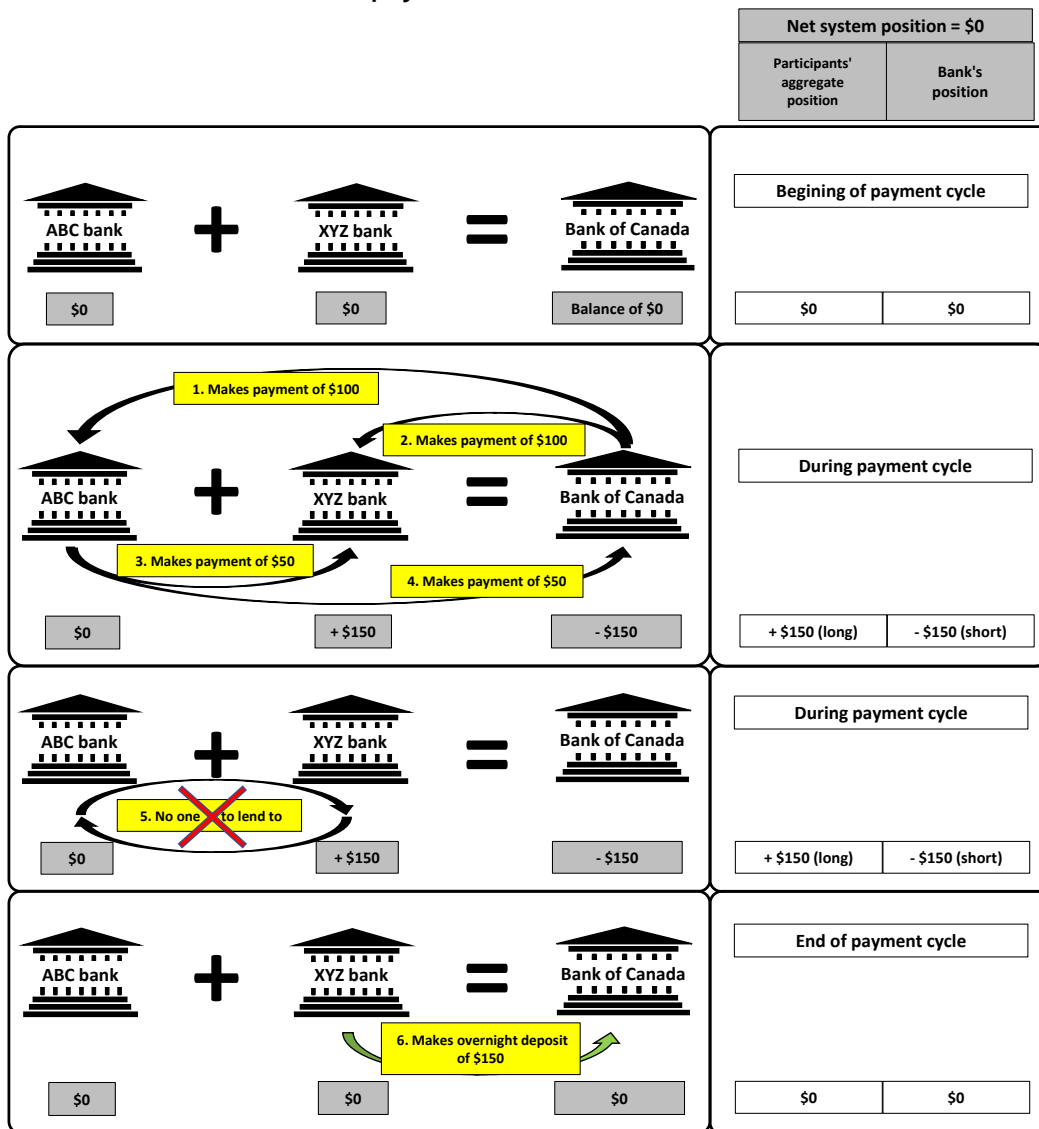 Net system position = $0
Participants'
aggregate
position
Bank's
position
ABC bank
XYZ bank
Bank of Canada
$0
$0
Balance of $0
Begining of payment cycle
$0
$0
1. Makes payment of $100
2. Makes payment of $100
ABC bank
XYZ bank
Bank of Canada
3. Makes payment of $50
4. Makes payment of $50
$0
+ $150
- $150
During payment cycle
+ $150 (long)
- $150 (short)
ABC bank
XYZ bank
Bank of Canada
5. No one to lend to
$0
+ $150
- $150
During payment cycle
+ $150 (long)
- $150 (short)
ABC bank
XYZ bank
Bank of Canada
6. Makes overnight deposit
of $150
$0
$0
$0
End of payment cycle
$0
$0